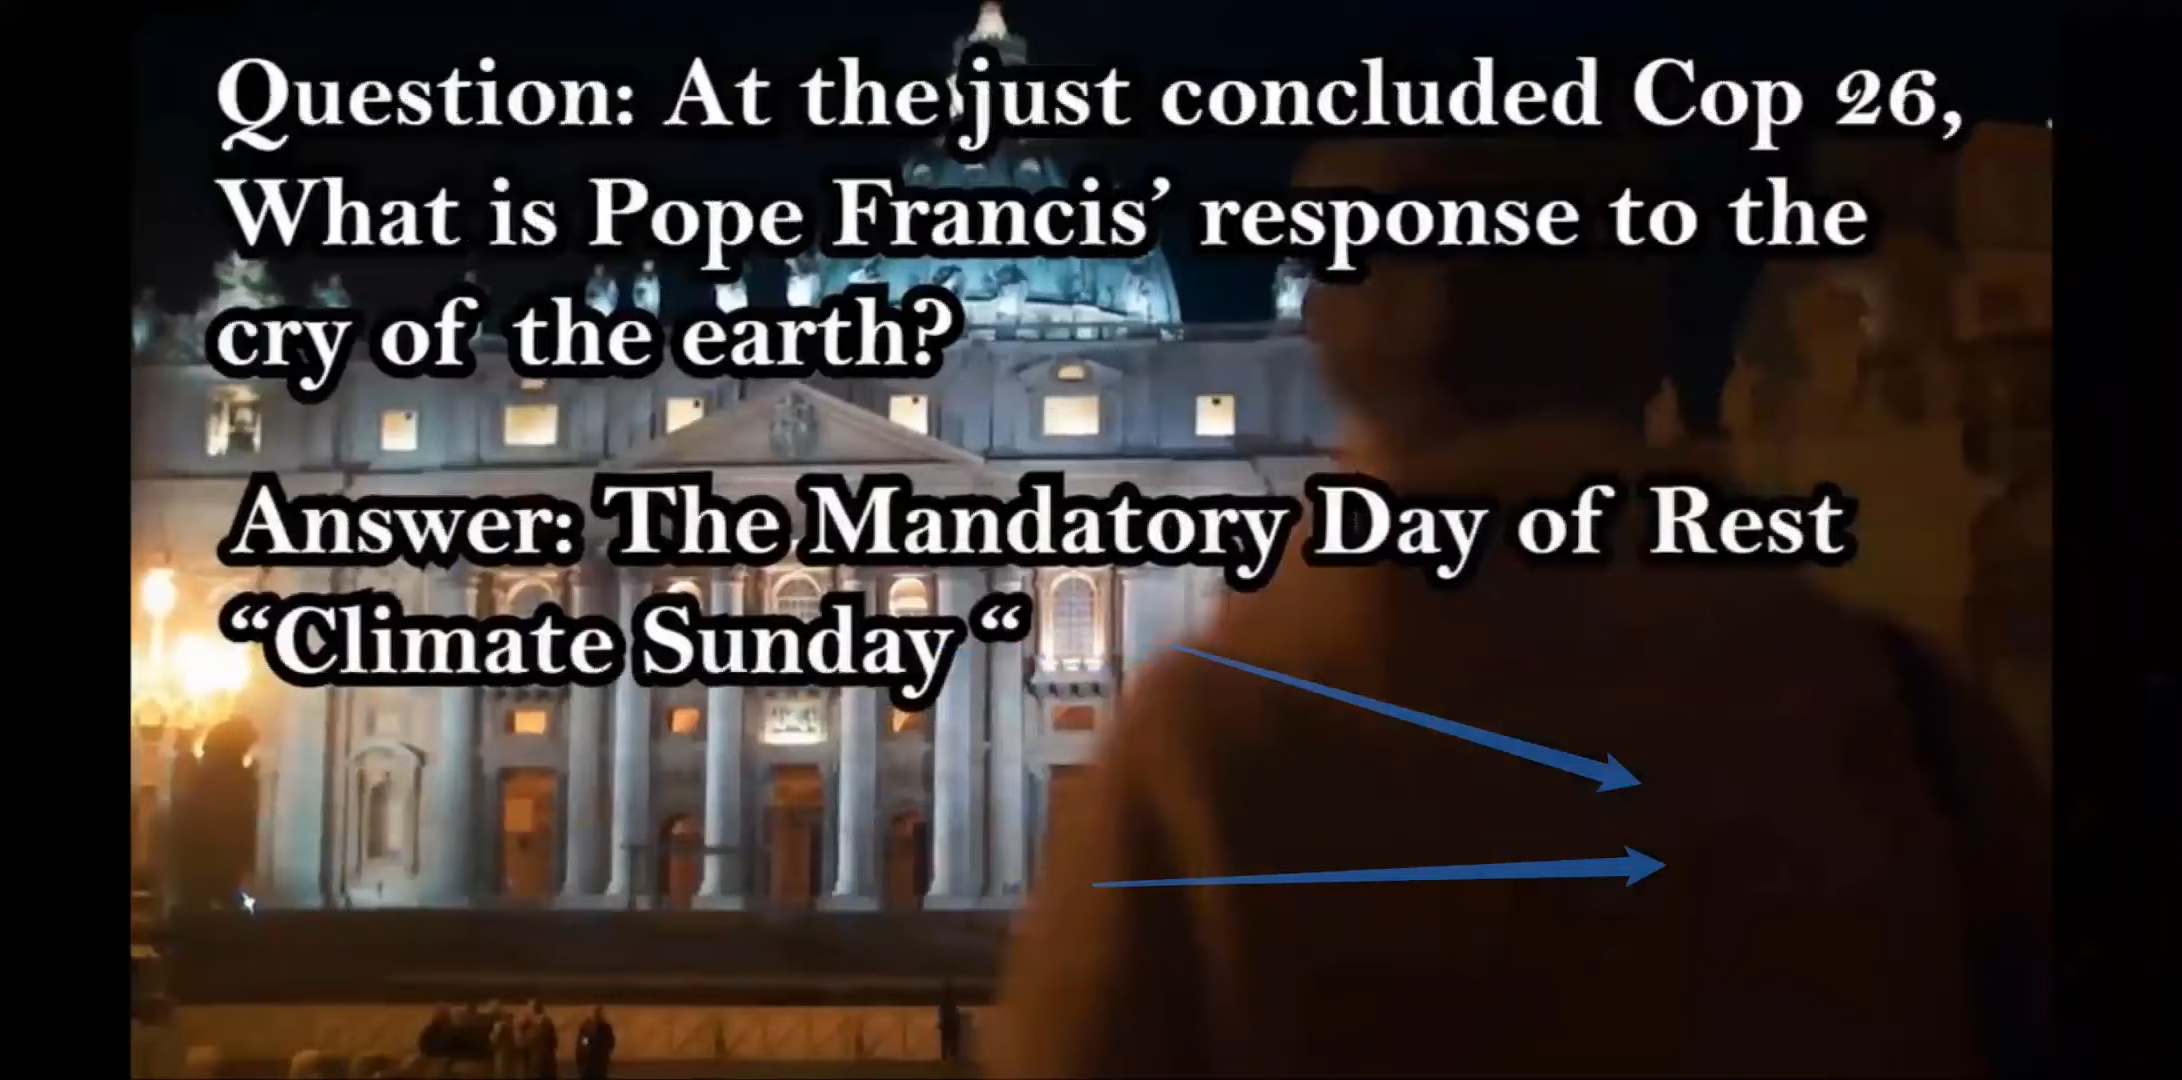 Question: At the just concluded Cop 26,
What is Pope Francis’ response to the
cry of the earth?
Answer: The Mandatory Day of Rest
“Climate Sunday “